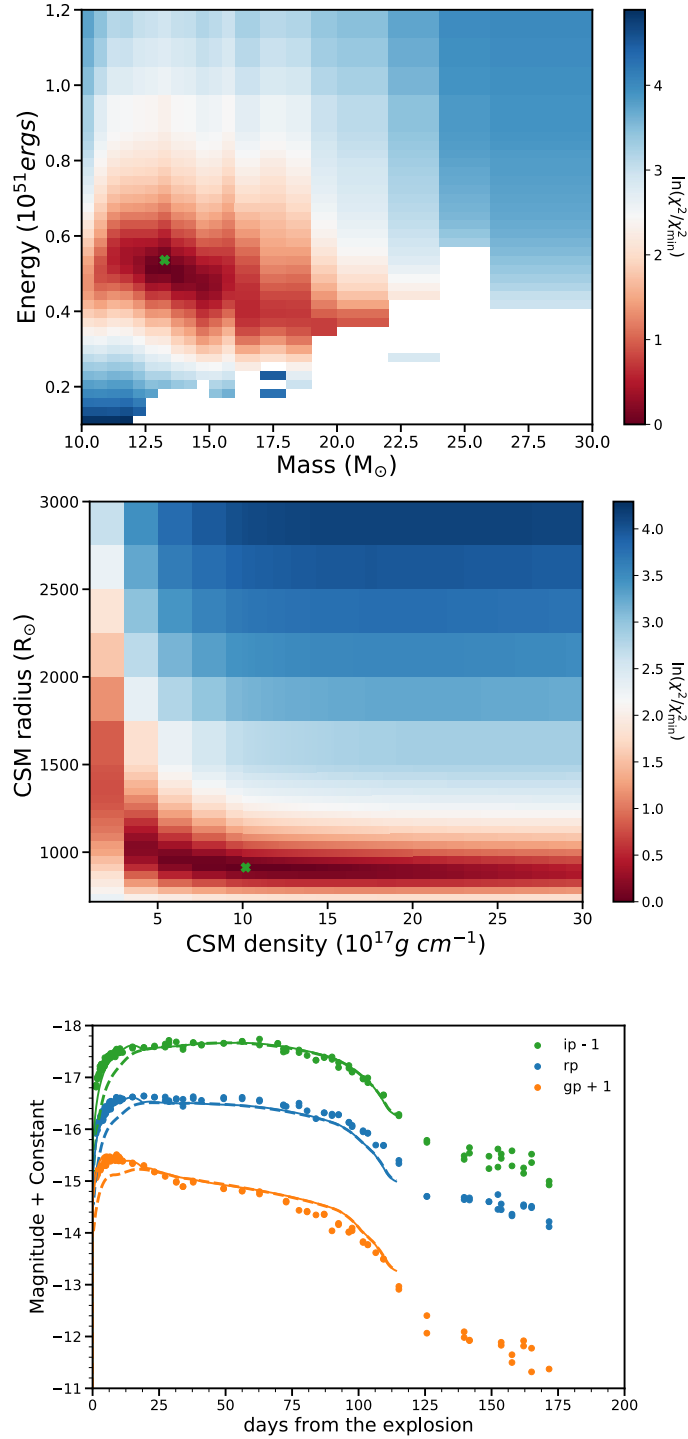 1.2
1.0
0.8
0.6
0.4
0.2
Energy (10^51 ergs)
10.0 12.5 15.0 17.5 20.0 22.5 25.0 27.5 30.0
Mass (M⊙)
4
3
2
1
0
ln(χ²/χ²min)
3000
2500
2000
1500
1000
CSM radius (R⊙)
5 10 15 20 25 30
CSM density (10^17 g cm^−1)
4.0
3.5
3.0
2.5
2.0
1.5
1.0
0.5
0.0
ln(χ²/χ²min)
−18
−17
−16
−15
−14
−13
−12
−11
Magnitude + Constant
ip - 1
rp
gp + 1
0 25 50 75 100 125 150 175 200
days from the explosion